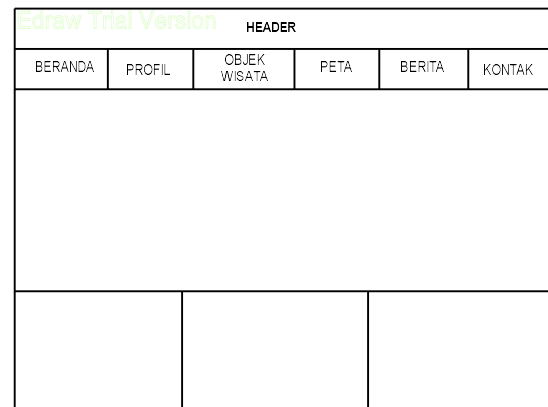 Edraw Trial Version
HEADER
BERANDA
PROFIL
OBJEK
WISATA
PETA
BERITA
KONTAK